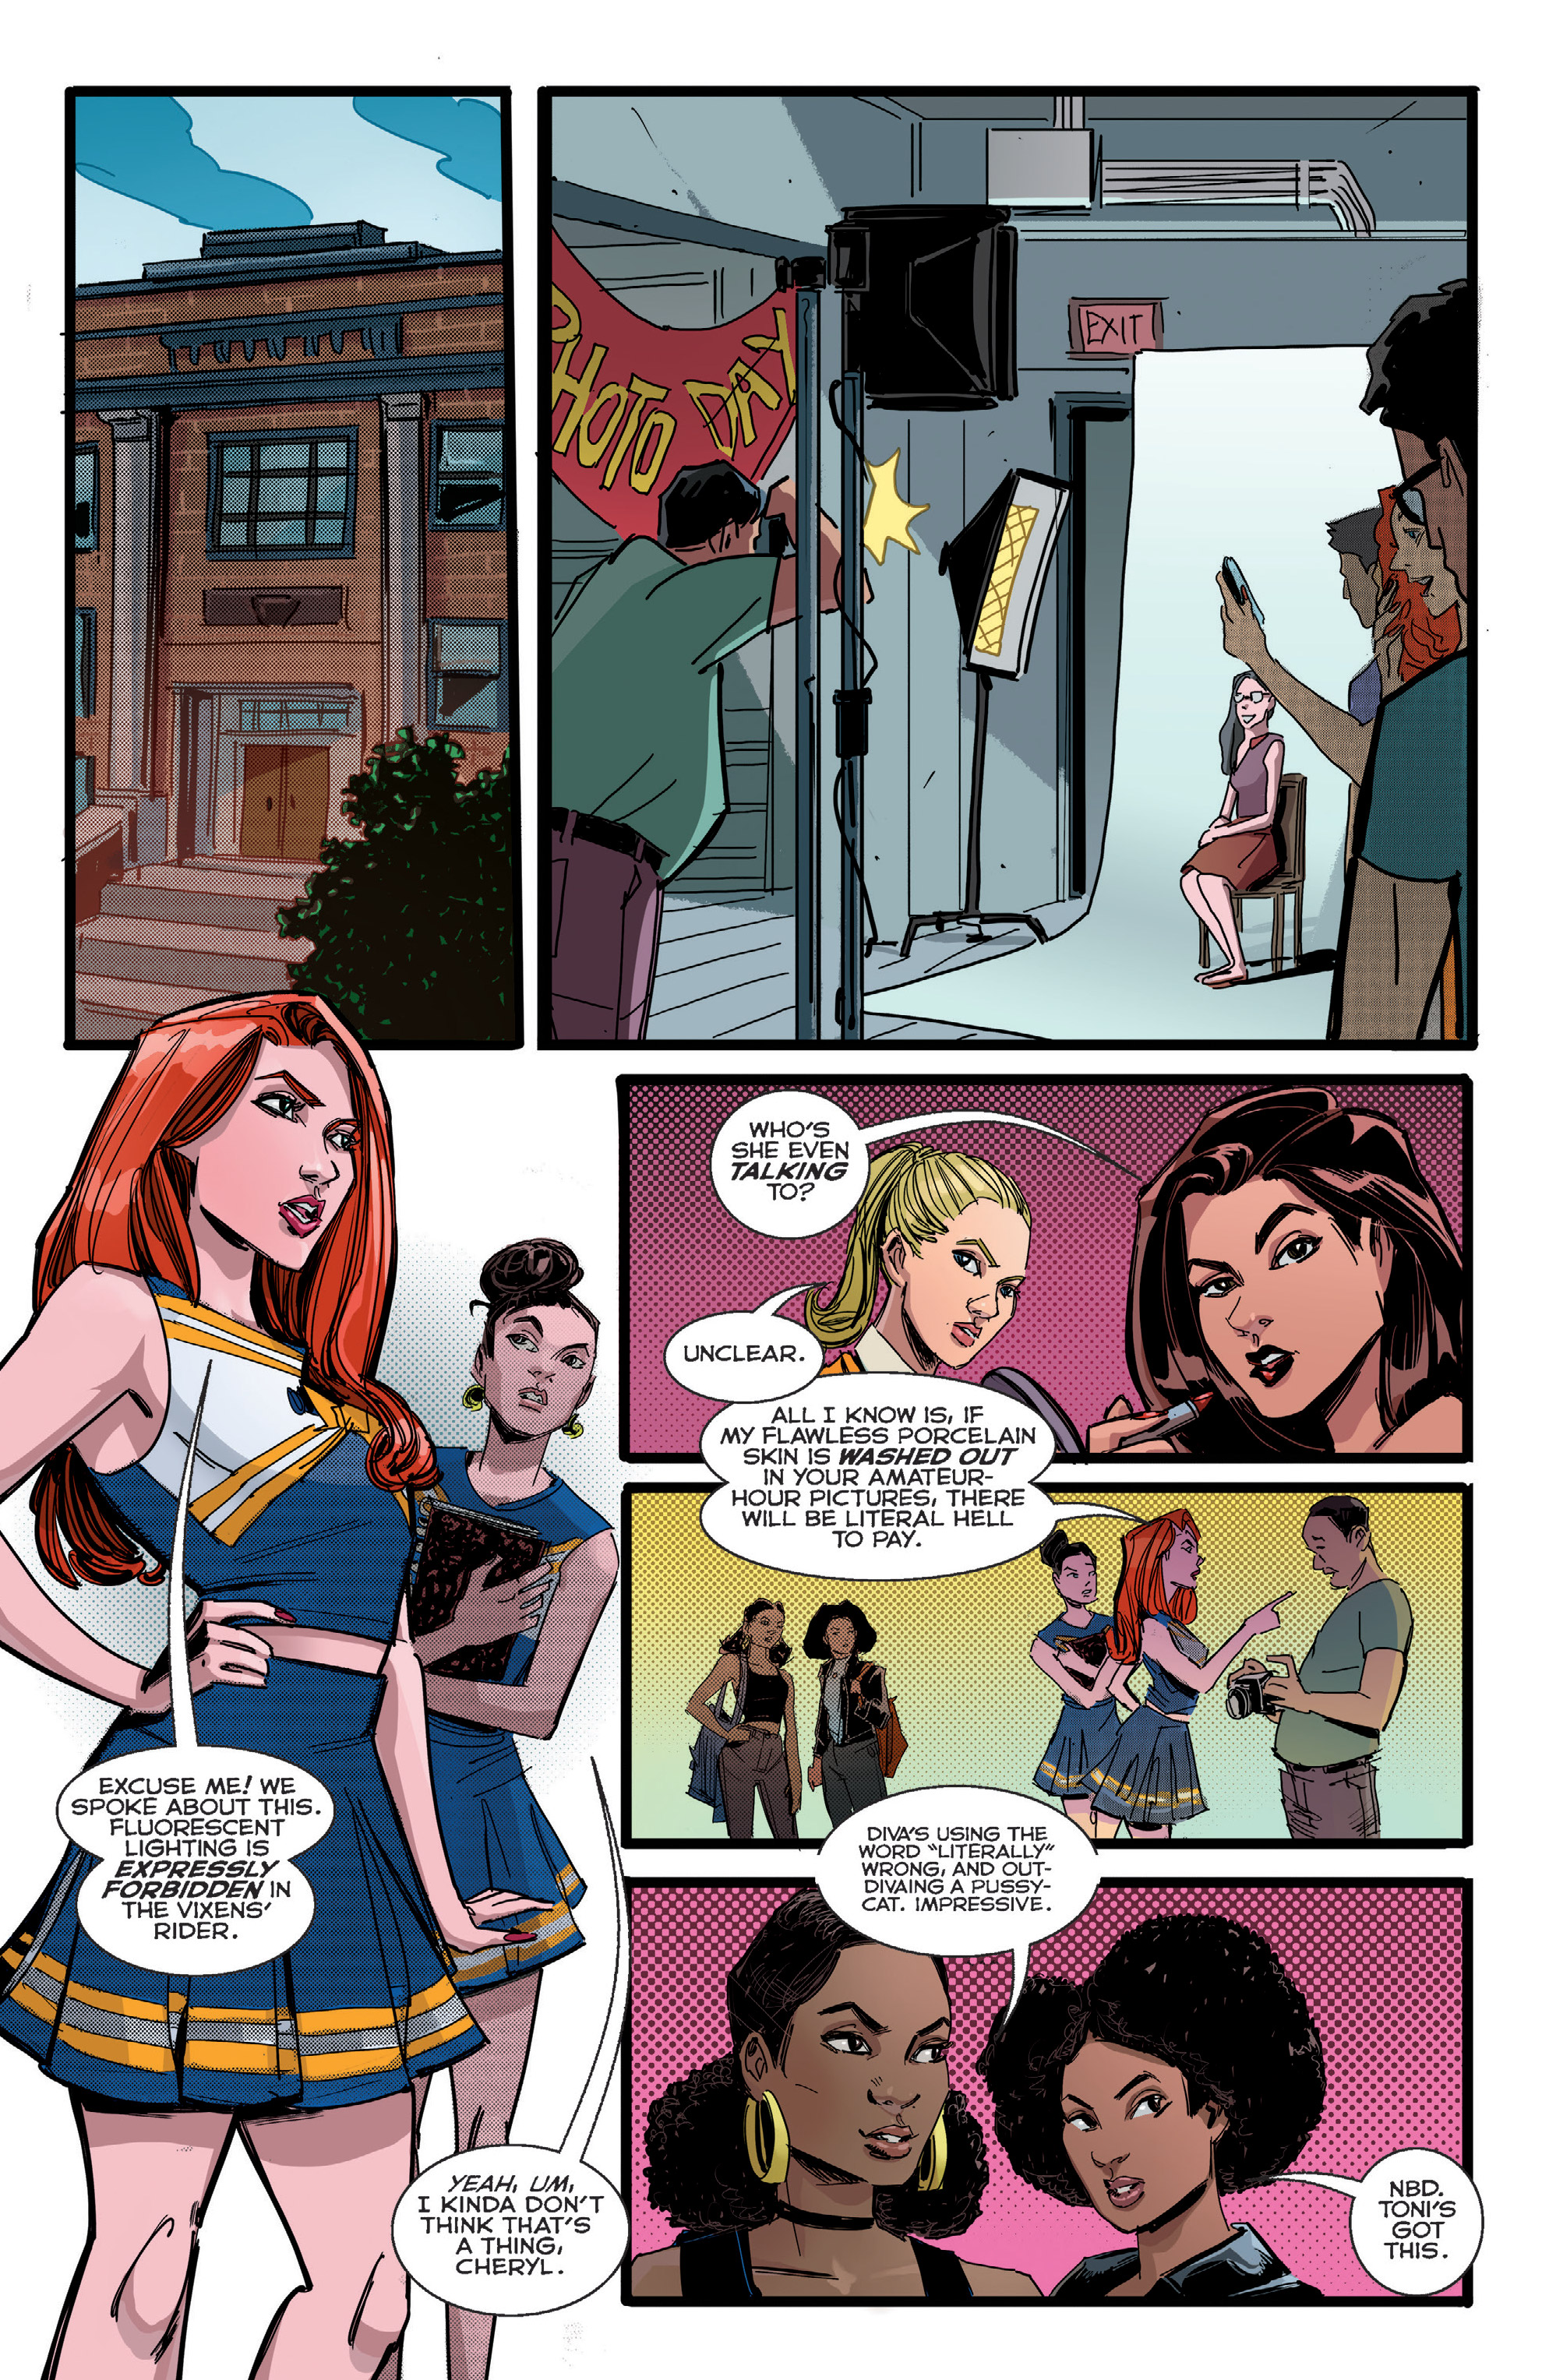 PHOTO DAY
EXIT
EXCUSE ME! WE
SPOKE ABOUT THIS.
FLUORESCENT
LIGHTING IS
EXPRESSLY
FORBIDDEN IN
THE VIXENS'
RIDER.
YEAH, UM,
I KINDA DON'T
THINK THAT'S
A THING,
CHERYL.
WHO'S
SHE EVEN
TALKING
TO?
UNCLEAR.
ALL I KNOW IS, IF
MY FLAWLESS PORCELAIN
SKIN IS WASHED OUT
IN YOUR AMATEUR-
HOUR PICTURES, THERE
WILL BE LITERAL HELL
TO PAY.
DIVA'S USING THE
WORD "LITERALLY"
WRONG, AND OUT-
DIVAING A PUSSY-
CAT. IMPRESSIVE.
NBD.
TONI'S
GOT
THIS.